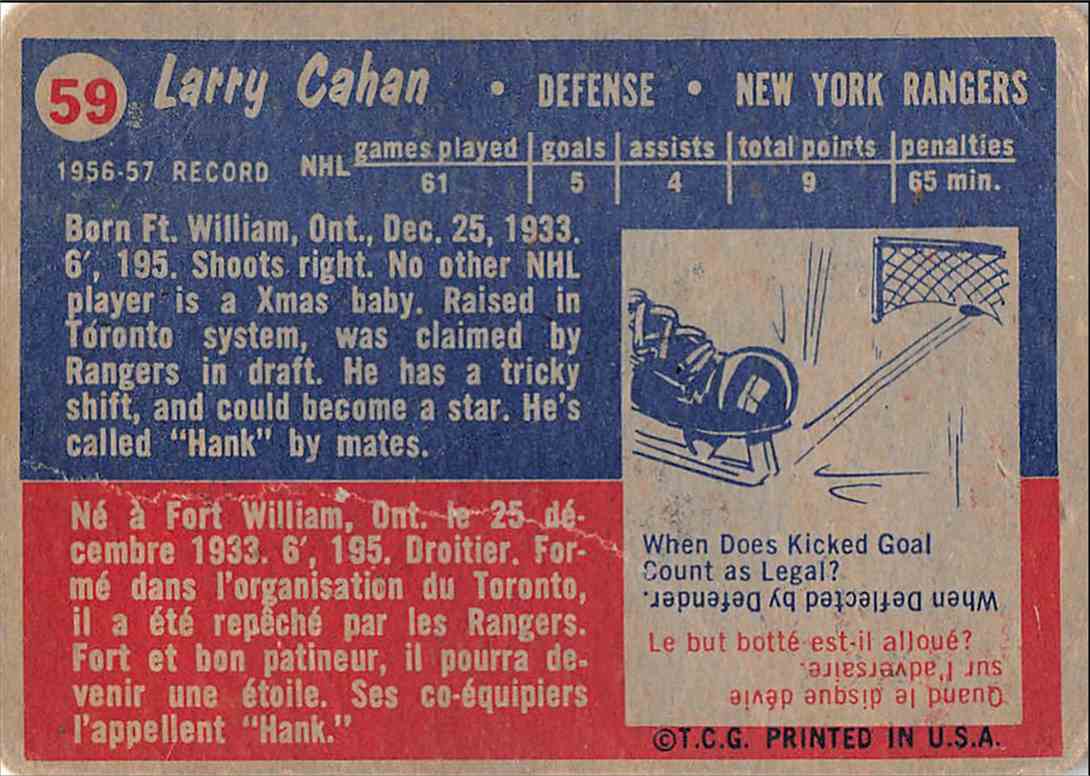 59 Larry Cahan • DEFENSE • NEW YORK RANGERS
1956-57 RECORD NHL games played goals assists total points penalties
61 5 4 9 65 min.
Born Ft. William, Ont., Dec. 25, 1933.
6′, 195. Shoots right. No other NHL
player is a Xmas baby. Raised in
Toronto system, was claimed by
Rangers in draft. He has a tricky
shift, and could become a star. He's
called "Hank" by mates.
Né à Fort William, Ont. le 25 dé-
cembre 1933. 6′, 195. Droitier. For-
mé dans l'organisation du Toronto,
il a été repêché par les Rangers.
Fort et bon patineur, il pourra de-
venir une étoile. Ses co-équipiers
l'appellent "Hank."
When Does Kicked Goal
Count as Legal?
When Deflected by Defender.
Le but botté est-il alloué?
Quand le disque dévie
sur l'adversaire.
©T.C.G. PRINTED IN U.S.A.